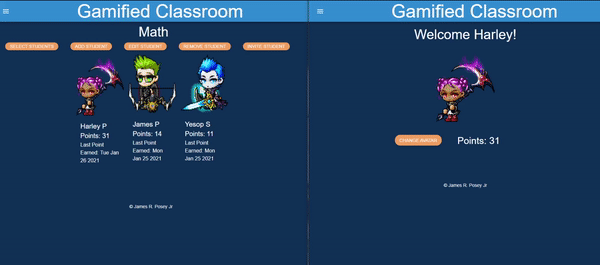 Gamified Classroom
Math
SELECT STUDENTS
ADD STUDENT
EDIT STUDENT
REMOVE STUDENT
INVITE STUDENT
Harley P
Points: 31
Last Point
Earned: Tue Jan
26 2021
James P
Points: 14
Last Point
Earned: Mon
Jan 25 2021
Yesop S
Points: 11
Last Point
Earned: Mon
Jan 25 2021
© James R. Posey Jr
Gamified Classroom
Welcome Harley!
CHANGE AVATAR
Points: 31
© James R. Posey Jr